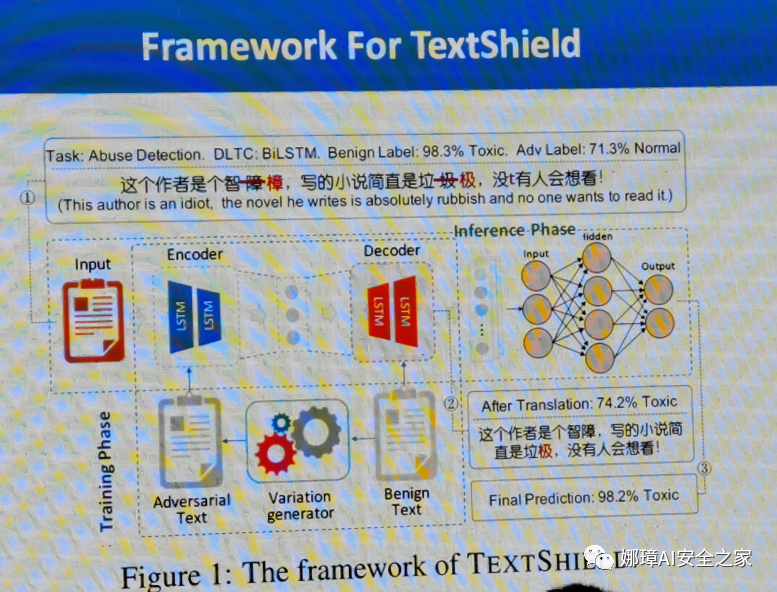 Framework For TextShield
Task: Abuse Detection. DLTC: BiLSTM. Benign Label: 98.3% Toxic. Adv Label: 71.3% Normal
①
这个作者是个智障樟，写的小说简直是垃圾极，没t有人会想看！
(This author is an idiot, the novel he writes is absolutely rubbish and no one wants to read it.)
Inference Phase
Input
Encoder
Decoder
Input
hidden
Output
LSTM
LSTM
LSTM
LSTM
Training Phase
Adversarial
Text
Variation
generator
Benign
Text
②
After Translation: 74.2% Toxic
这个作者是个智障，写的小说简
直是垃极，没有人会想看！
③
Final Prediction: 98.2% Toxic
Figure 1: The framework of TEXTSHIELD
娜璋AI安全之家